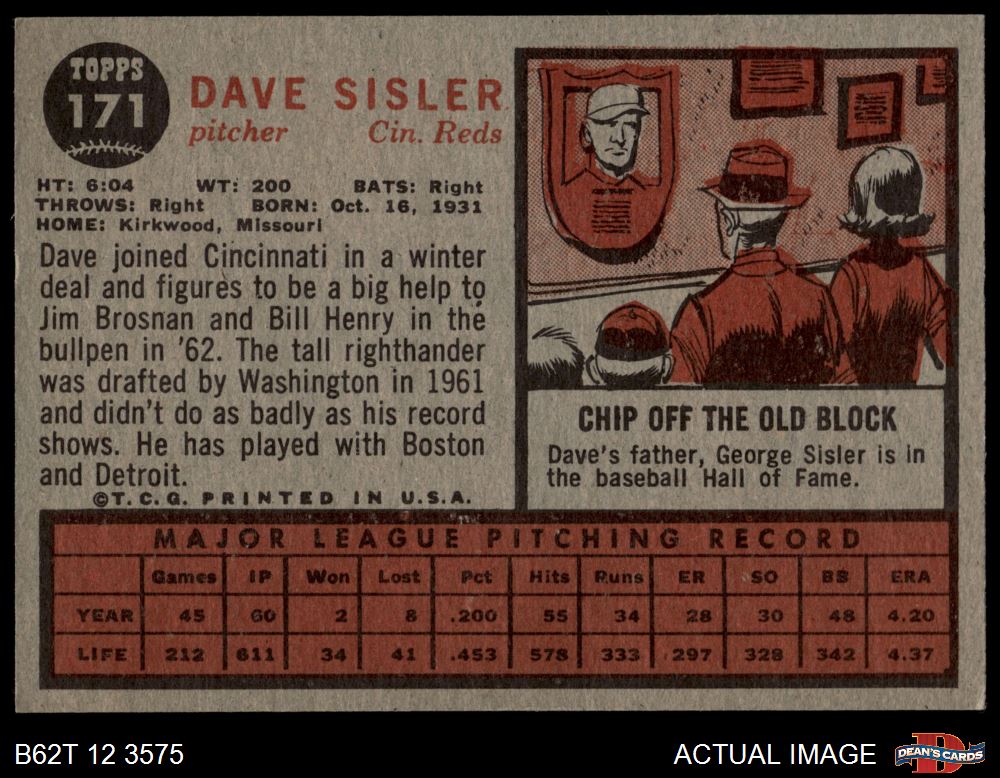 TOPPS
171
DAVE SISLER
pitcher Cin. Reds
HT: 6:04 WT: 200 BATS: Right
THROWS: Right BORN: Oct. 16, 1931
HOME: Kirkwood, Missouri
Dave joined Cincinnati in a winter
deal and figures to be a big help to
Jim Brosnan and Bill Henry in the
bullpen in '62. The tall righthander
was drafted by Washington in 1961
and didn't do as badly as his record
shows. He has played with Boston
and Detroit.
©T.C.G. PRINTED IN U.S.A.
CHIP OFF THE OLD BLOCK
Dave's father, George Sisler is in
the baseball Hall of Fame.
MAJOR LEAGUE PITCHING RECORD
Games IP Won Lost Pct Hits Runs ER SO BB ERA
YEAR 45 60 2 8 .200 55 34 28 30 48 4.20
LIFE 212 611 34 41 .453 578 333 297 328 342 4.37
B62T 12 3575
ACTUAL IMAGE
D
DEAN'S CARDS